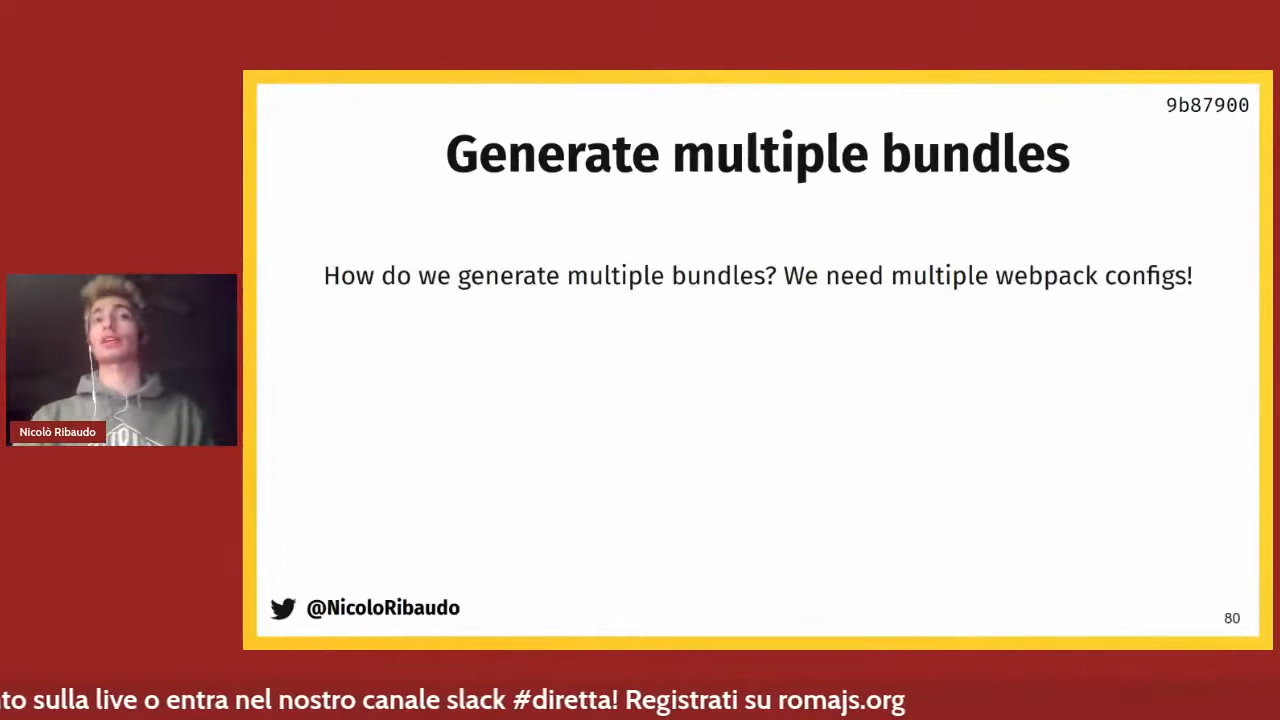 9b87900
Generate multiple bundles
How do we generate multiple bundles? We need multiple webpack configs!
Nicolò Ribaudo
@NicoloRibaudo
80
to sulla live o entra nel nostro canale slack #diretta! Registrati su romajs.org